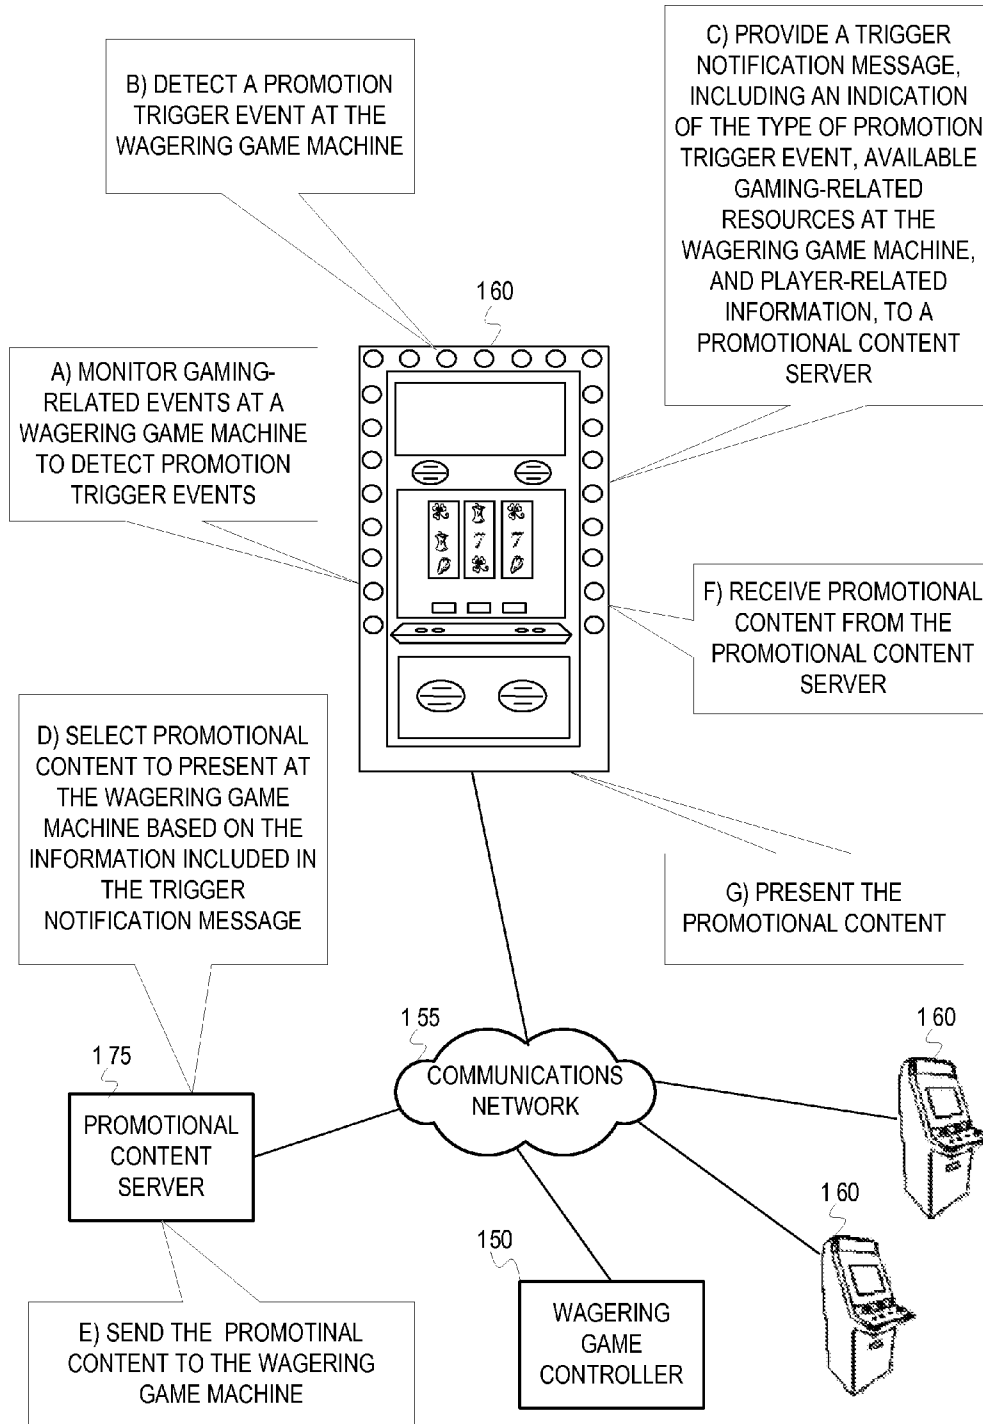 B) DETECT A PROMOTION
TRIGGER EVENT AT THE
WAGERING GAME MACHINE
C) PROVIDE A TRIGGER
NOTIFICATION MESSAGE,
INCLUDING AN INDICATION
OF THE TYPE OF PROMOTION
TRIGGER EVENT, AVAILABLE
GAMING-RELATED
RESOURCES AT THE
WAGERING GAME MACHINE,
AND PLAYER-RELATED
INFORMATION, TO A
PROMOTIONAL CONTENT
SERVER
160
A) MONITOR GAMING-
RELATED EVENTS AT A
WAGERING GAME MACHINE
TO DETECT PROMOTION
TRIGGER EVENTS
7 7
F) RECEIVE PROMOTIONAL
CONTENT FROM THE
PROMOTIONAL CONTENT
SERVER
D) SELECT PROMOTIONAL
CONTENT TO PRESENT AT
THE WAGERING GAME
MACHINE BASED ON THE
INFORMATION INCLUDED IN
THE TRIGGER
NOTIFICATION MESSAGE
G) PRESENT THE
PROMOTIONAL CONTENT
155
COMMUNICATIONS
NETWORK
160
175
PROMOTIONAL
CONTENT
SERVER
160
150
WAGERING
GAME
CONTROLLER
E) SEND THE PROMOTINAL
CONTENT TO THE WAGERING
GAME MACHINE